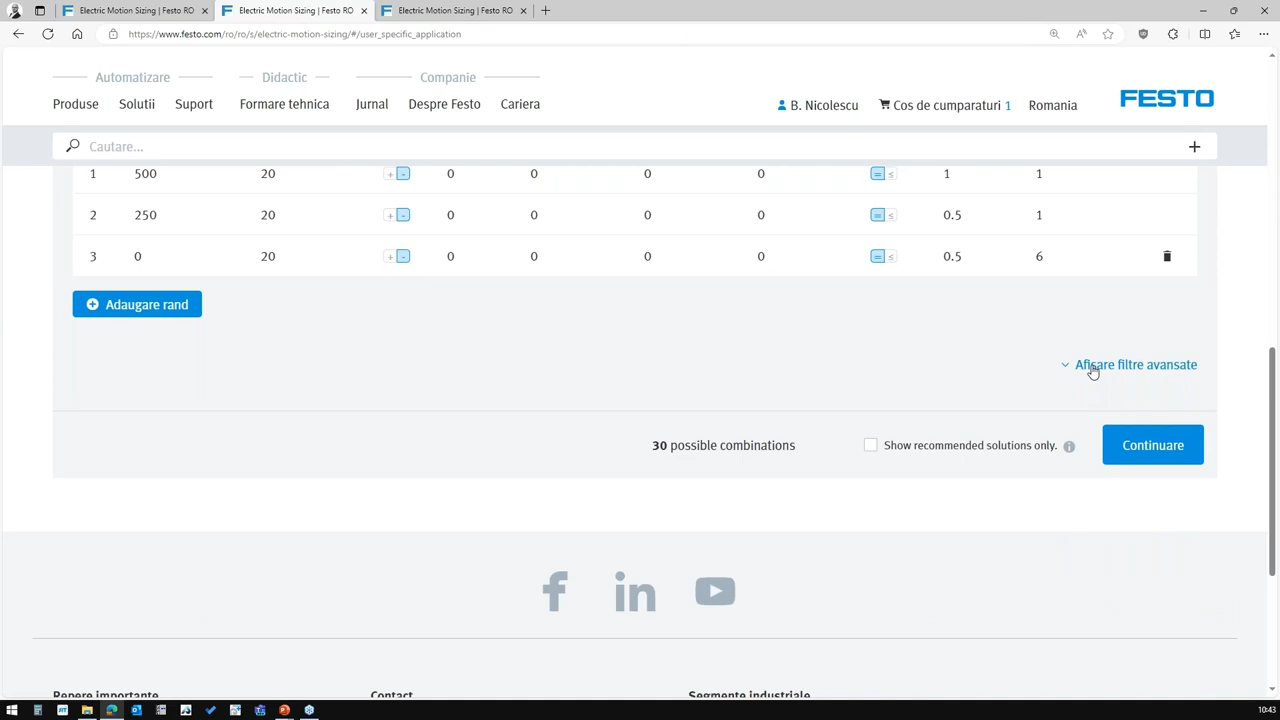 Electric Motion Sizing | Festo RO
Electric Motion Sizing | Festo RO
Electric Motion Sizing | Festo RO
https://www.festo.com/ro/ro/s/electric-motion-sizing/#/user_specific_application
Automatizare Didactic Companie
Produse Solutii Suport Formare tehnica Jurnal Despre Festo Cariera
B. Nicolescu Cos de cumparaturi 1 Romania
FESTO
Cautare...
1 500 20 + - 0 0 0 0 = ≤ 1 1
2 250 20 + - 0 0 0 0 = ≤ 0.5 1
3 0 20 + - 0 0 0 0 = ≤ 0.5 6
Adaugare rand
Afisare filtre avansate
30 possible combinations Show recommended solutions only. Continuare
Repere importante Contact Segmente industriale
10:43